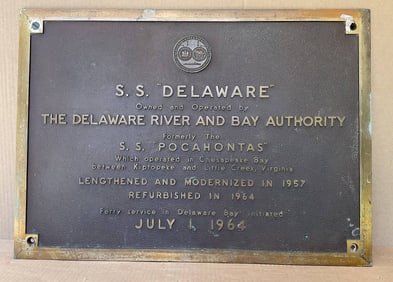 S. S. "DELAWARE"
Owned and Operated by
THE DELAWARE RIVER AND BAY AUTHORITY
Formerly The
S. S. "POCAHONTAS"
Which operated in Chesapeake Bay
between Kiptopeke and Little Creek, Virginia
LENGTHENED AND MODERNIZED IN 1957
REFURBISHED IN 1964
Ferry service in Delaware Bay initiated
JULY 1, 1964